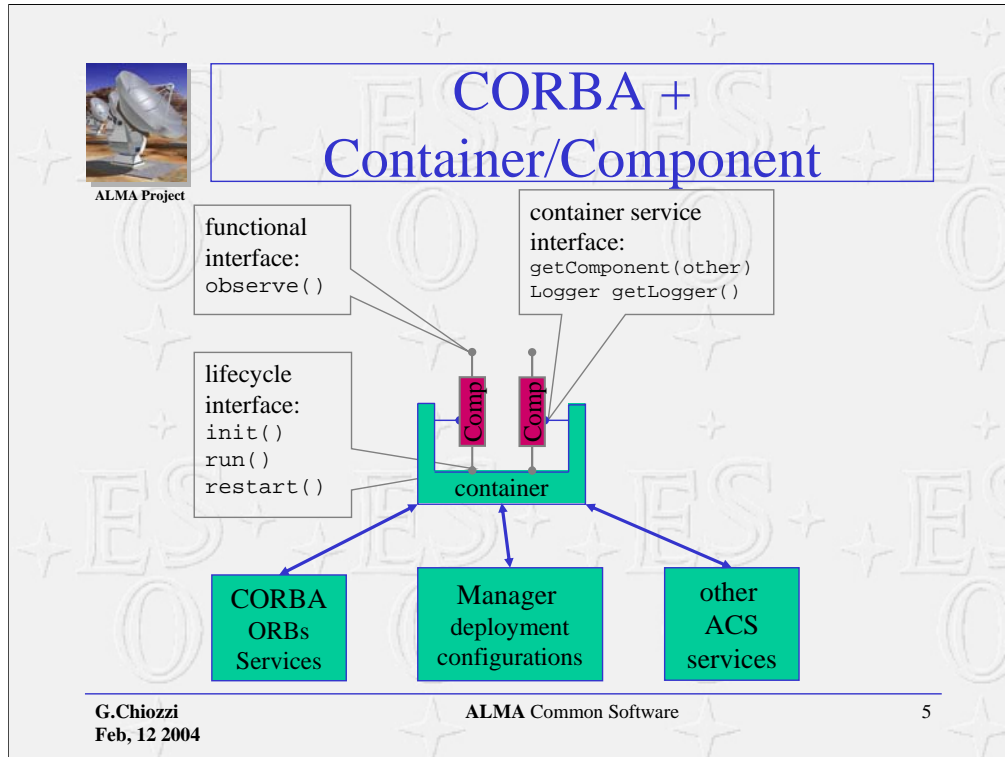 CORBA +
Container/Component
ALMA Project
functional
interface:
observe()
container service
interface:
getComponent(other)
Logger getLogger()
lifecycle
interface:
init()
run()
restart()
Comp
Comp
container
CORBA
ORBs
Services
Manager
deployment
configurations
other
ACS
services
G.Chiozzi
Feb, 12 2004
ALMA Common Software
5